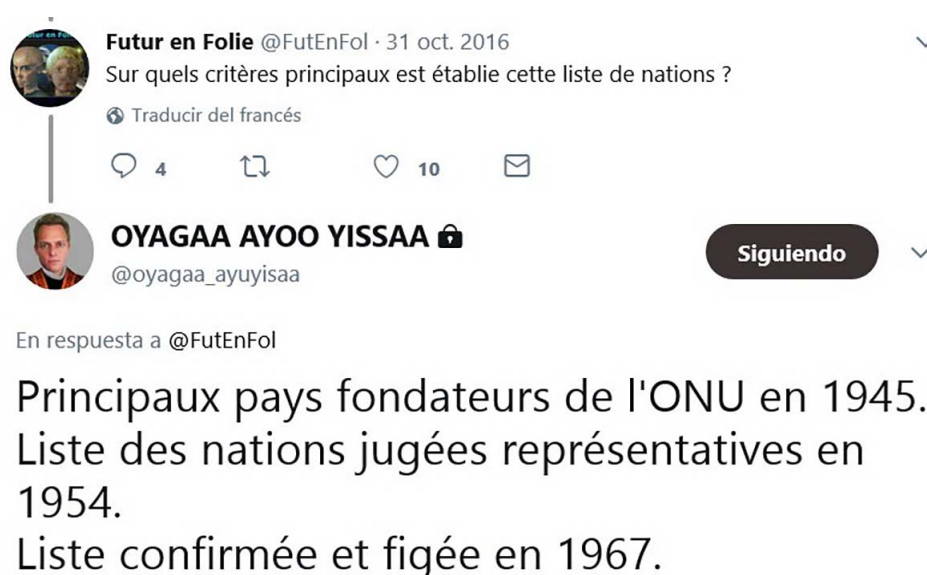 Futur en Folie @FutEnFol · 31 oct. 2016
Sur quels critères principaux est établie cette liste de nations ?
Traducir del francés
4 10
OYAGAA AYOO YISSAA
Siguiendo
@oyagaa_ayuyisaa
En respuesta a @FutEnFol
Principaux pays fondateurs de l'ONU en 1945.
Liste des nations jugées représentatives en
1954.
Liste confirmée et figée en 1967.